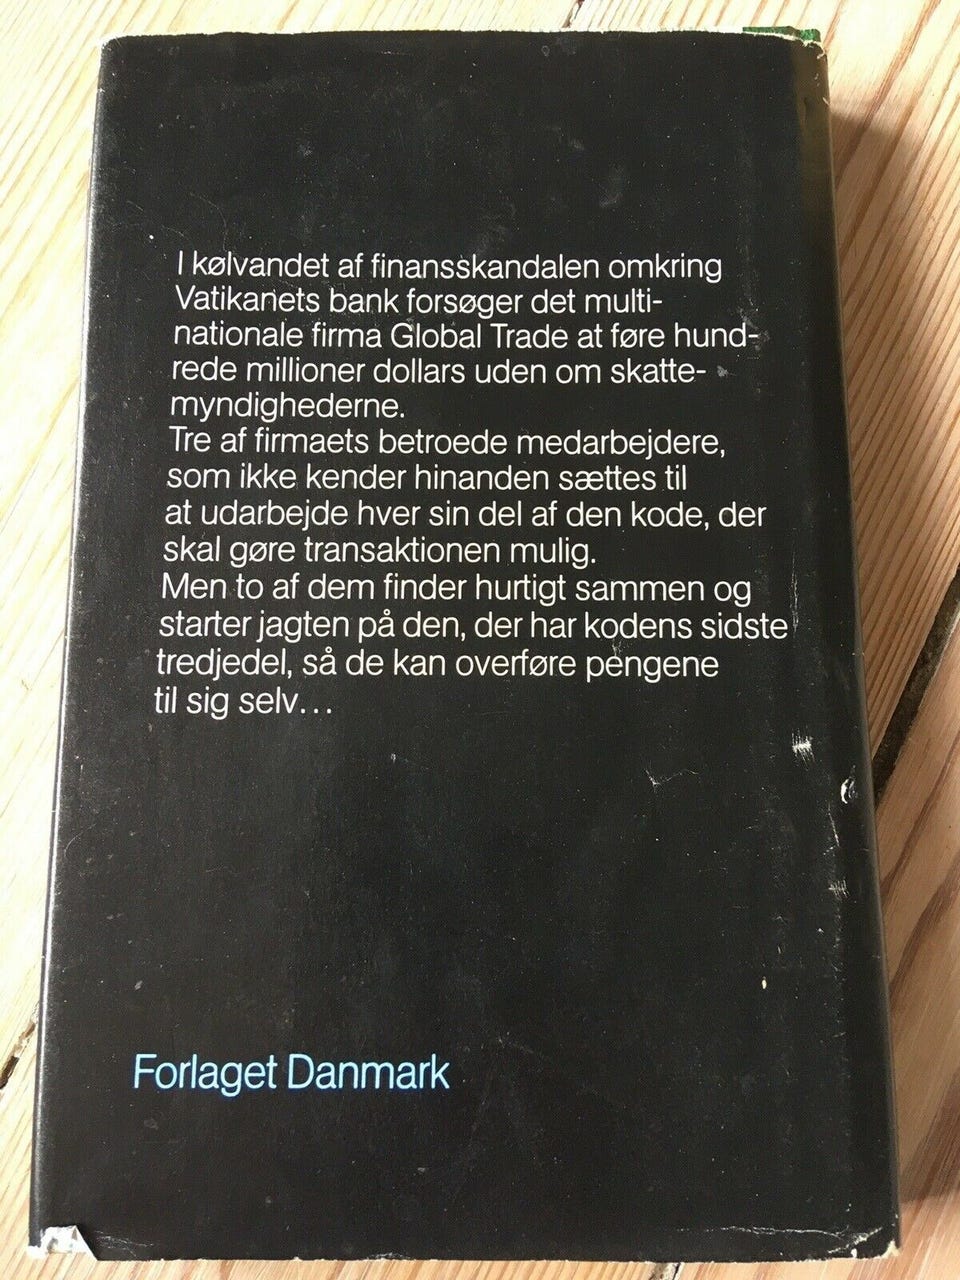 I kølvandet af finansskandalen omkring
Vatikanets bank forsøger det multi-
nationale firma Global Trade at føre hund-
rede millioner dollars uden om skatte-
myndighederne.
Tre af firmaets betroede medarbejdere,
som ikke kender hinanden sættes til
at udarbejde hver sin del af den kode, der
skal gøre transaktionen mulig.
Men to af dem finder hurtigt sammen og
starter jagten på den, der har kodens sidste
tredjedel, så de kan overføre pengene
til sig selv...
Forlaget Danmark